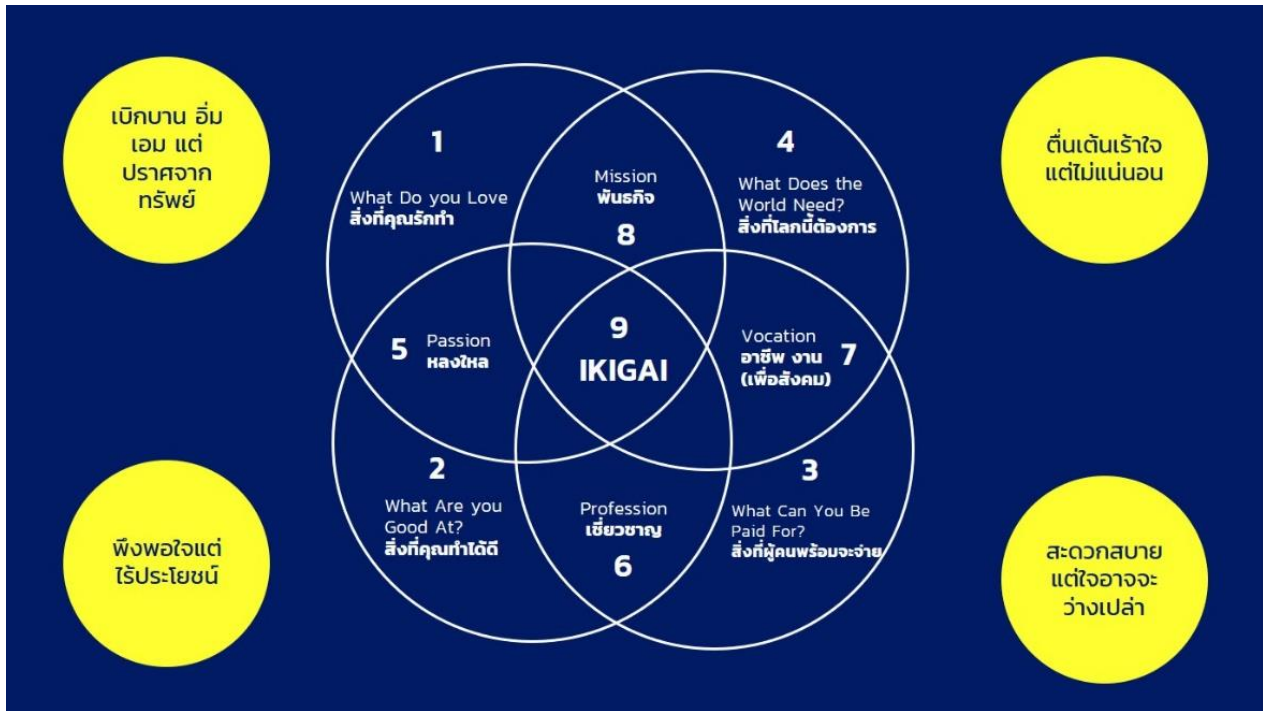 เบิกบาน อิ่ม
เอม แต่
ปราศจาก
ทรัพย์
1
What Do you Love
สิ่งที่คุณรักทำ
Mission
พันธกิจ
8
4
What Does the
World Need?
สิ่งที่โลกนี้ต้องการ
ตื่นเต้นเร้าใจ
แต่ไม่แน่นอน
5
Passion
หลงใหล
9
IKIGAI
Vocation
อาชีพ งาน
(เพื่อสังคม)
7
พึงพอใจแต่
ไร้ประโยชน์
2
What Are you
Good At?
สิ่งที่คุณทำได้ดี
Profession
เชี่ยวชาญ
6
3
What Can You Be
Paid For?
สิ่งที่ผู้คนพร้อมจะจ่าย
สะดวกสบาย
แต่ใจอาจจะ
ว่างเปล่า